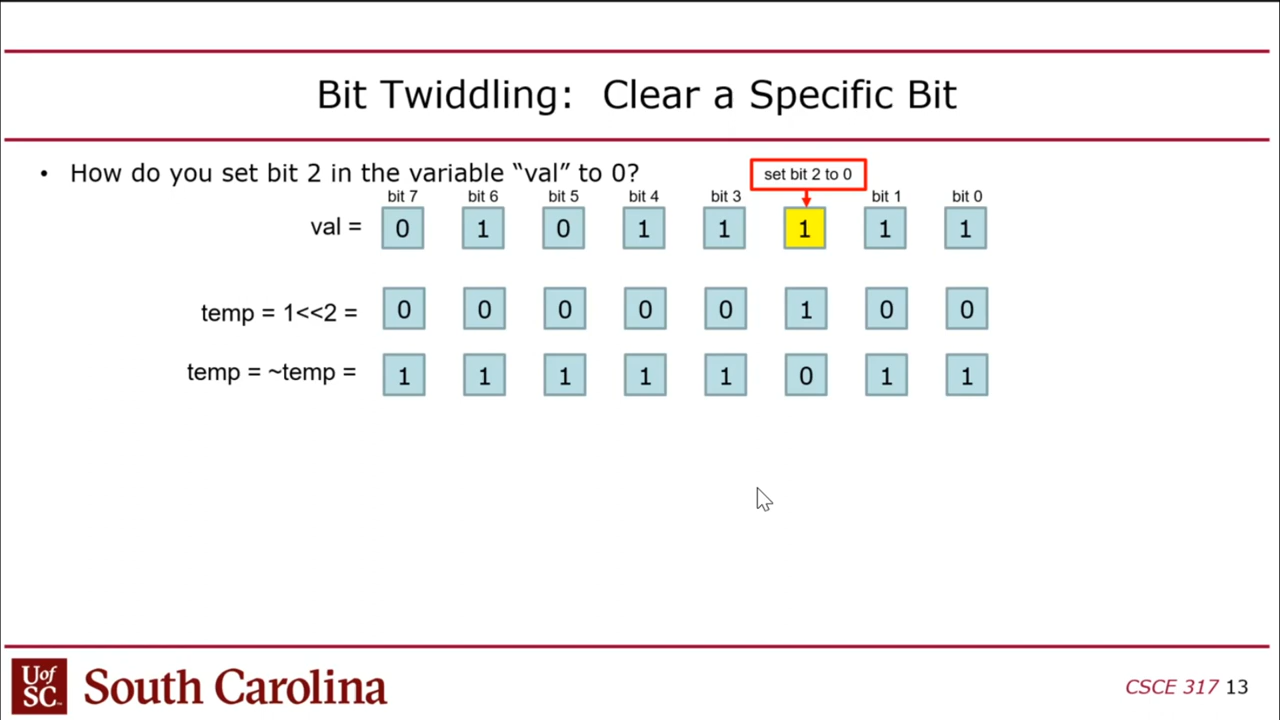 Bit Twiddling: Clear a Specific Bit
• How do you set bit 2 in the variable “val” to 0?
set bit 2 to 0
bit 7 bit 6 bit 5 bit 4 bit 3 bit 1 bit 0
val = 0 1 0 1 1 1 1 1
temp = 1<<2 = 0 0 0 0 0 1 0 0
temp = ~temp = 1 1 1 1 1 0 1 1
UofSC. South Carolina
CSCE 317 13